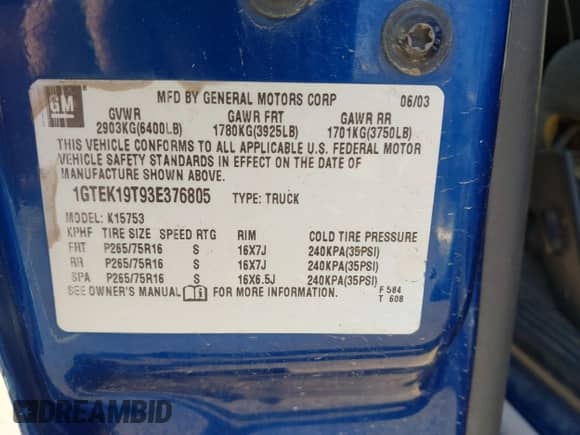 GM
MFD BY GENERAL MOTORS CORP 06/03
GVWR GAWR FRT GAWR RR
2903KG(6400LB) 1780KG(3925LB) 1701KG(3750LB)
THIS VEHICLE CONFORMS TO ALL APPLICABLE U.S. FEDERAL MOTOR
VEHICLE SAFETY STANDARDS IN EFFECT ON THE DATE OF
MANUFACTURE SHOWN ABOVE.
1GTEK19T93E376805 TYPE: TRUCK
MODEL: K15753
KPHF TIRE SIZE SPEED RTG RIM COLD TIRE PRESSURE
FRT P265/75R16 S 16X7J 240KPA(35PSI)
RR P265/75R16 S 16X7J 240KPA(35PSI)
SPA P265/75R16 S 16X6.5J 240KPA(35PSI)
SEE OWNER'S MANUAL FOR MORE INFORMATION.
F 584
T 608
DREAMBID